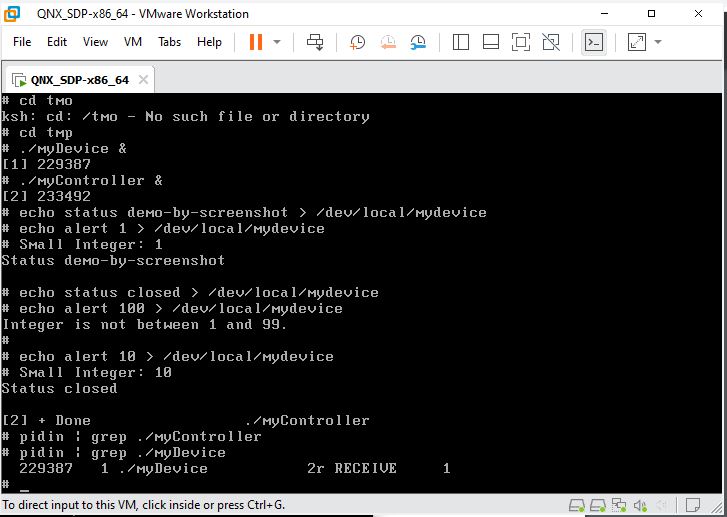 QNX_SDP-x86_64 - VMware Workstation
File Edit View VM Tabs Help
QNX_SDP-x86_64
# cd tmo
ksh: cd: /tmo - No such file or directory
# cd tmp
# ./myDevice &
[1] 229387
# ./myController &
[2] 233492
# echo status demo-by-screenshot > /dev/local/mydevice
# echo alert 1 > /dev/local/mydevice
# Small Integer: 1
Status demo-by-screenshot
# echo status closed > /dev/local/mydevice
# echo alert 100 > /dev/local/mydevice
Integer is not between 1 and 99.
#
# echo alert 10 > /dev/local/mydevice
# Small Integer: 10
Status closed
[2] + Done ./myController
# pidin ¦ grep ./myController
# pidin ¦ grep ./myDevice
229387 1 ./myDevice 2r RECEIVE 1
# _
To direct input to this VM, click inside or press Ctrl+G.